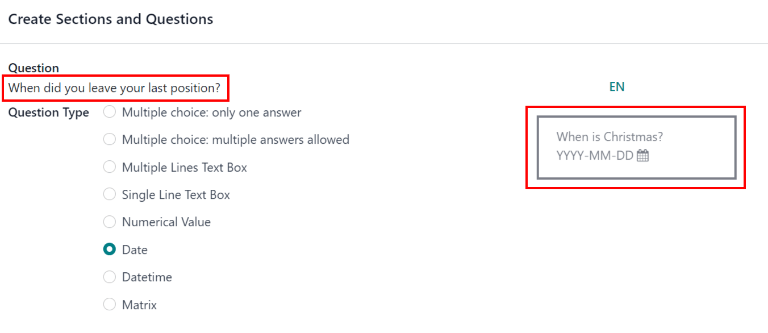 Create Sections and Questions
Question
When did you leave your last position?
EN
Question Type
Multiple choice: only one answer
Multiple choice: multiple answers allowed
Multiple Lines Text Box
Single Line Text Box
Numerical Value
Date
Datetime
Matrix
When is Christmas?
YYYY-MM-DD